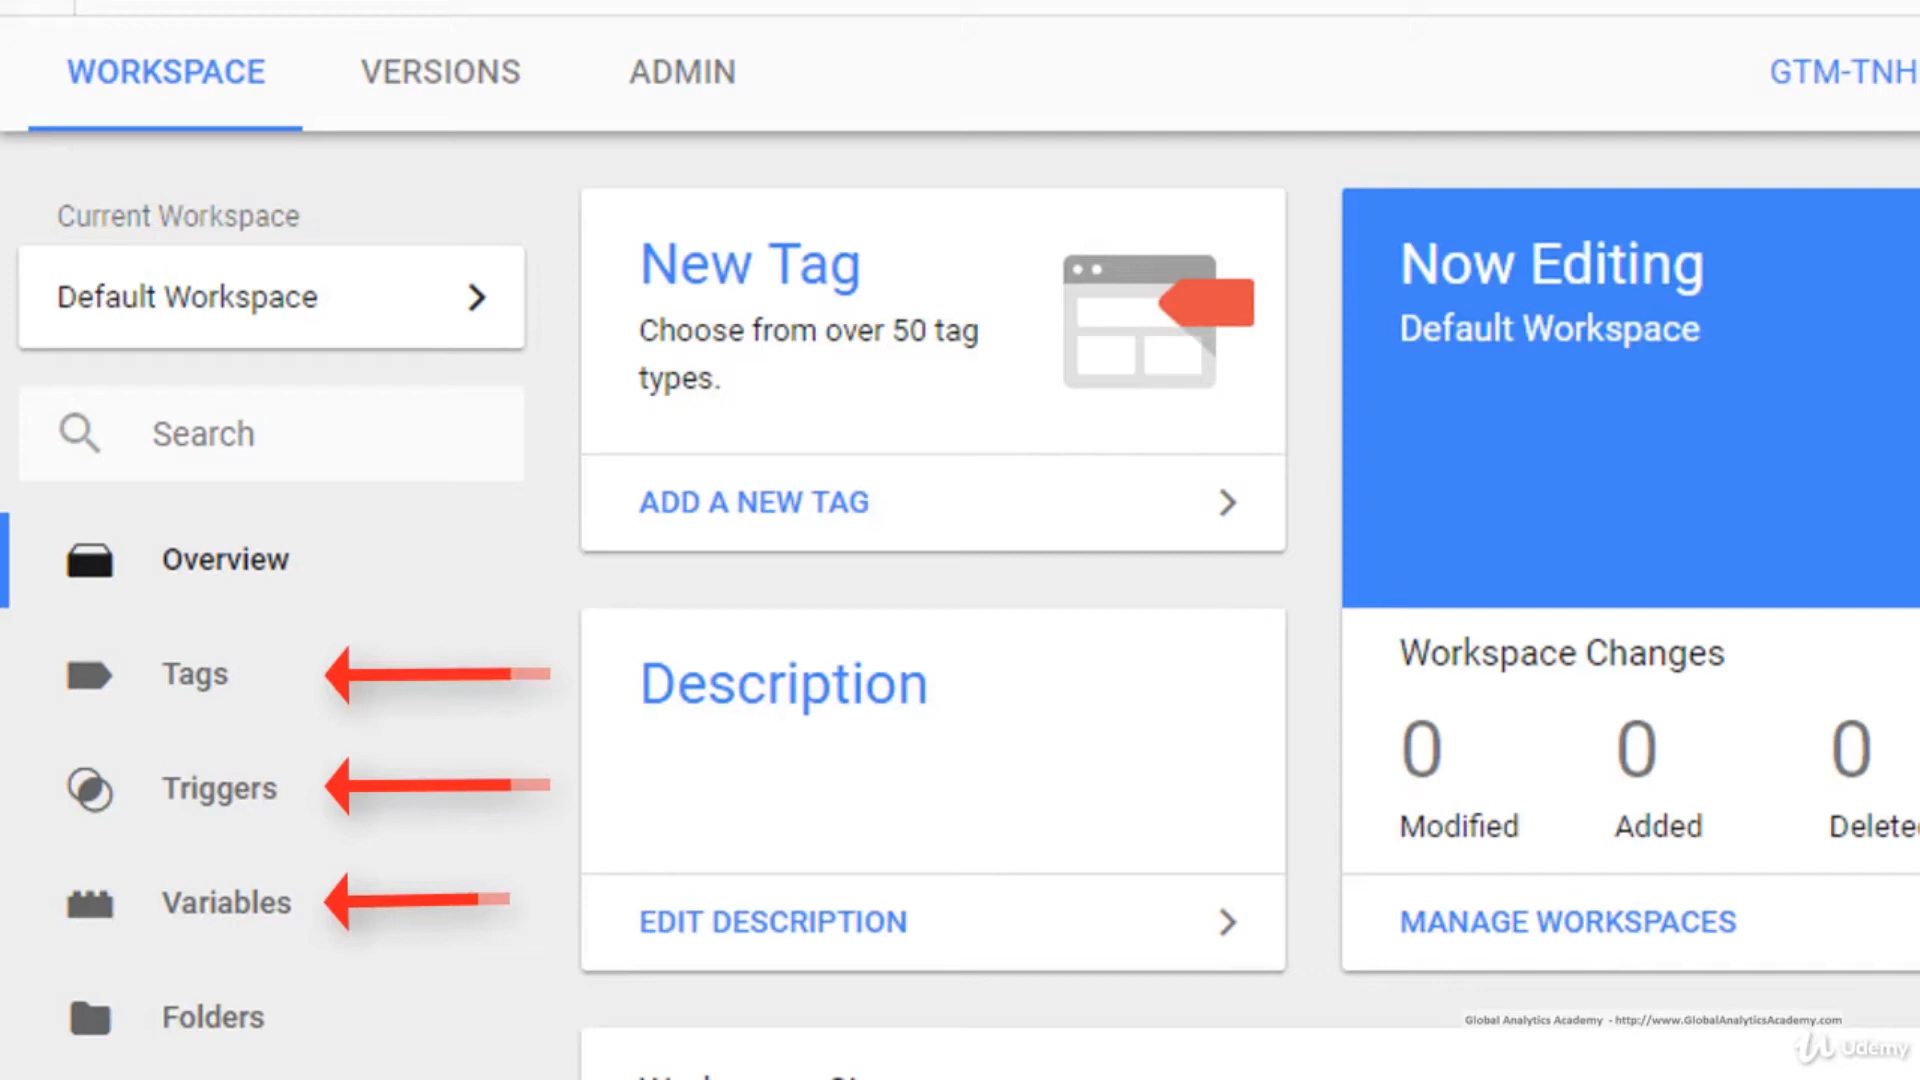 WORKSPACE
VERSIONS
ADMIN
GTM-TNH
Current Workspace
Default Workspace
Search
Overview
Tags
Triggers
Variables
Folders
New Tag
Choose from over 50 tag
types.
ADD A NEW TAG
Description
EDIT DESCRIPTION
Now Editing
Default Workspace
Workspace Changes
0 0 0
Modified Added Delete
MANAGE WORKSPACES
Global Analytics Academy - http://www.GlobalAnalyticsAcademy.com
Udemy